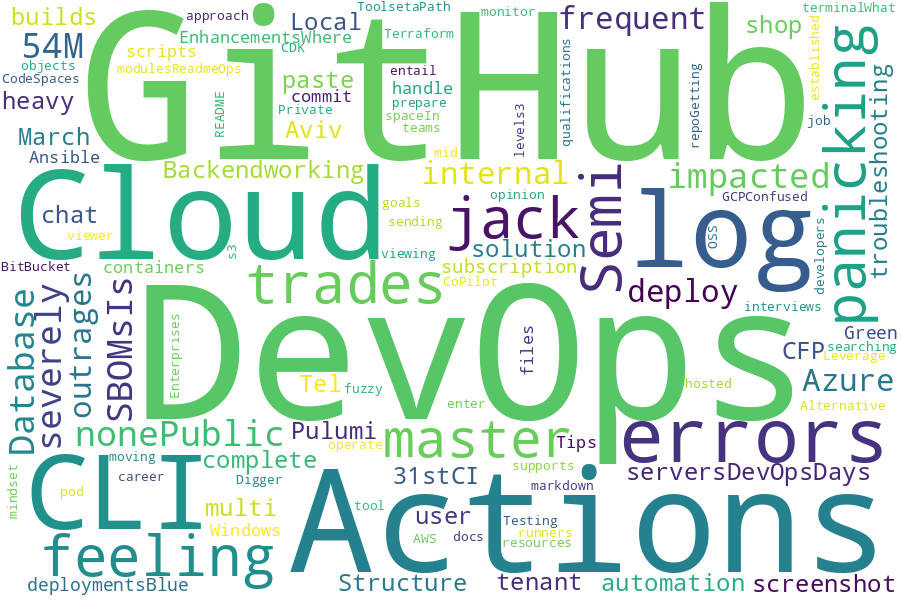 approach
ToolsetaPath
monitor
terminalWhat
builds
Local
frequent
shop
54M
scripts
EnhancementsWhere
Terraform
established
objects
CDK
CodeSpaces
modulesReadmeOps
GitHub
paste
entail
handle
heavy
commit
prepare
README
Private
spaceIn
teams
levels3
qualifications
repoGetting
job
panicking
troubleshooting
March
Aviv
Ansible
mid
Backendworking
internal
impacted
Cloud
opinion
Semi
GCPConfused
chat
goals
jack
log
OSS
developers
viewer
s3
sending
viewing
solution
BitBucket
containers
subscription
CoPilot
trades
deploy
interviews
Database
severely
outrages
SBOMsIs
Enterprises
DevOps
files
Green
CFP
searching
Leverage
Azure
Tel
fuzzy
hosted
enter
Alternative
nonePublic
Pulumi
operate
master
Tips
errors
moving
complete
31stCI
supports
serversDevOpsDays
mindset
CLI
career
Digger
markdown
pod
multi
tool
Actions
user
Testing
Windows
AWS
docs
runners
resources
feeling
deploymentsBlue
Structure
tenant
automation
screenshot